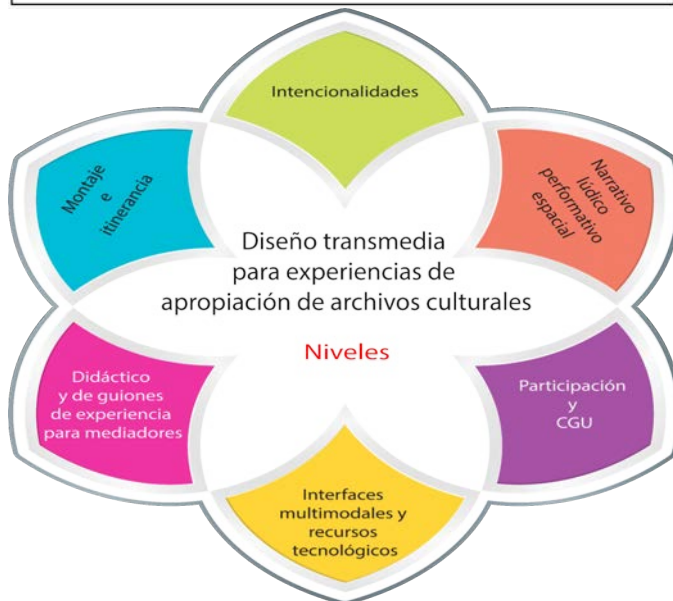 Intencionalidades
Narrativo
lúdico
performativo
espacial
Montaje
e
itinerancia
Diseño transmedia
para experiencias de
apropiación de archivos culturales
Niveles
Participación
y
CGU
Didáctico
y de guiones
de experiencia
para mediadores
Interfaces
multimodales y
recursos
tecnológicos